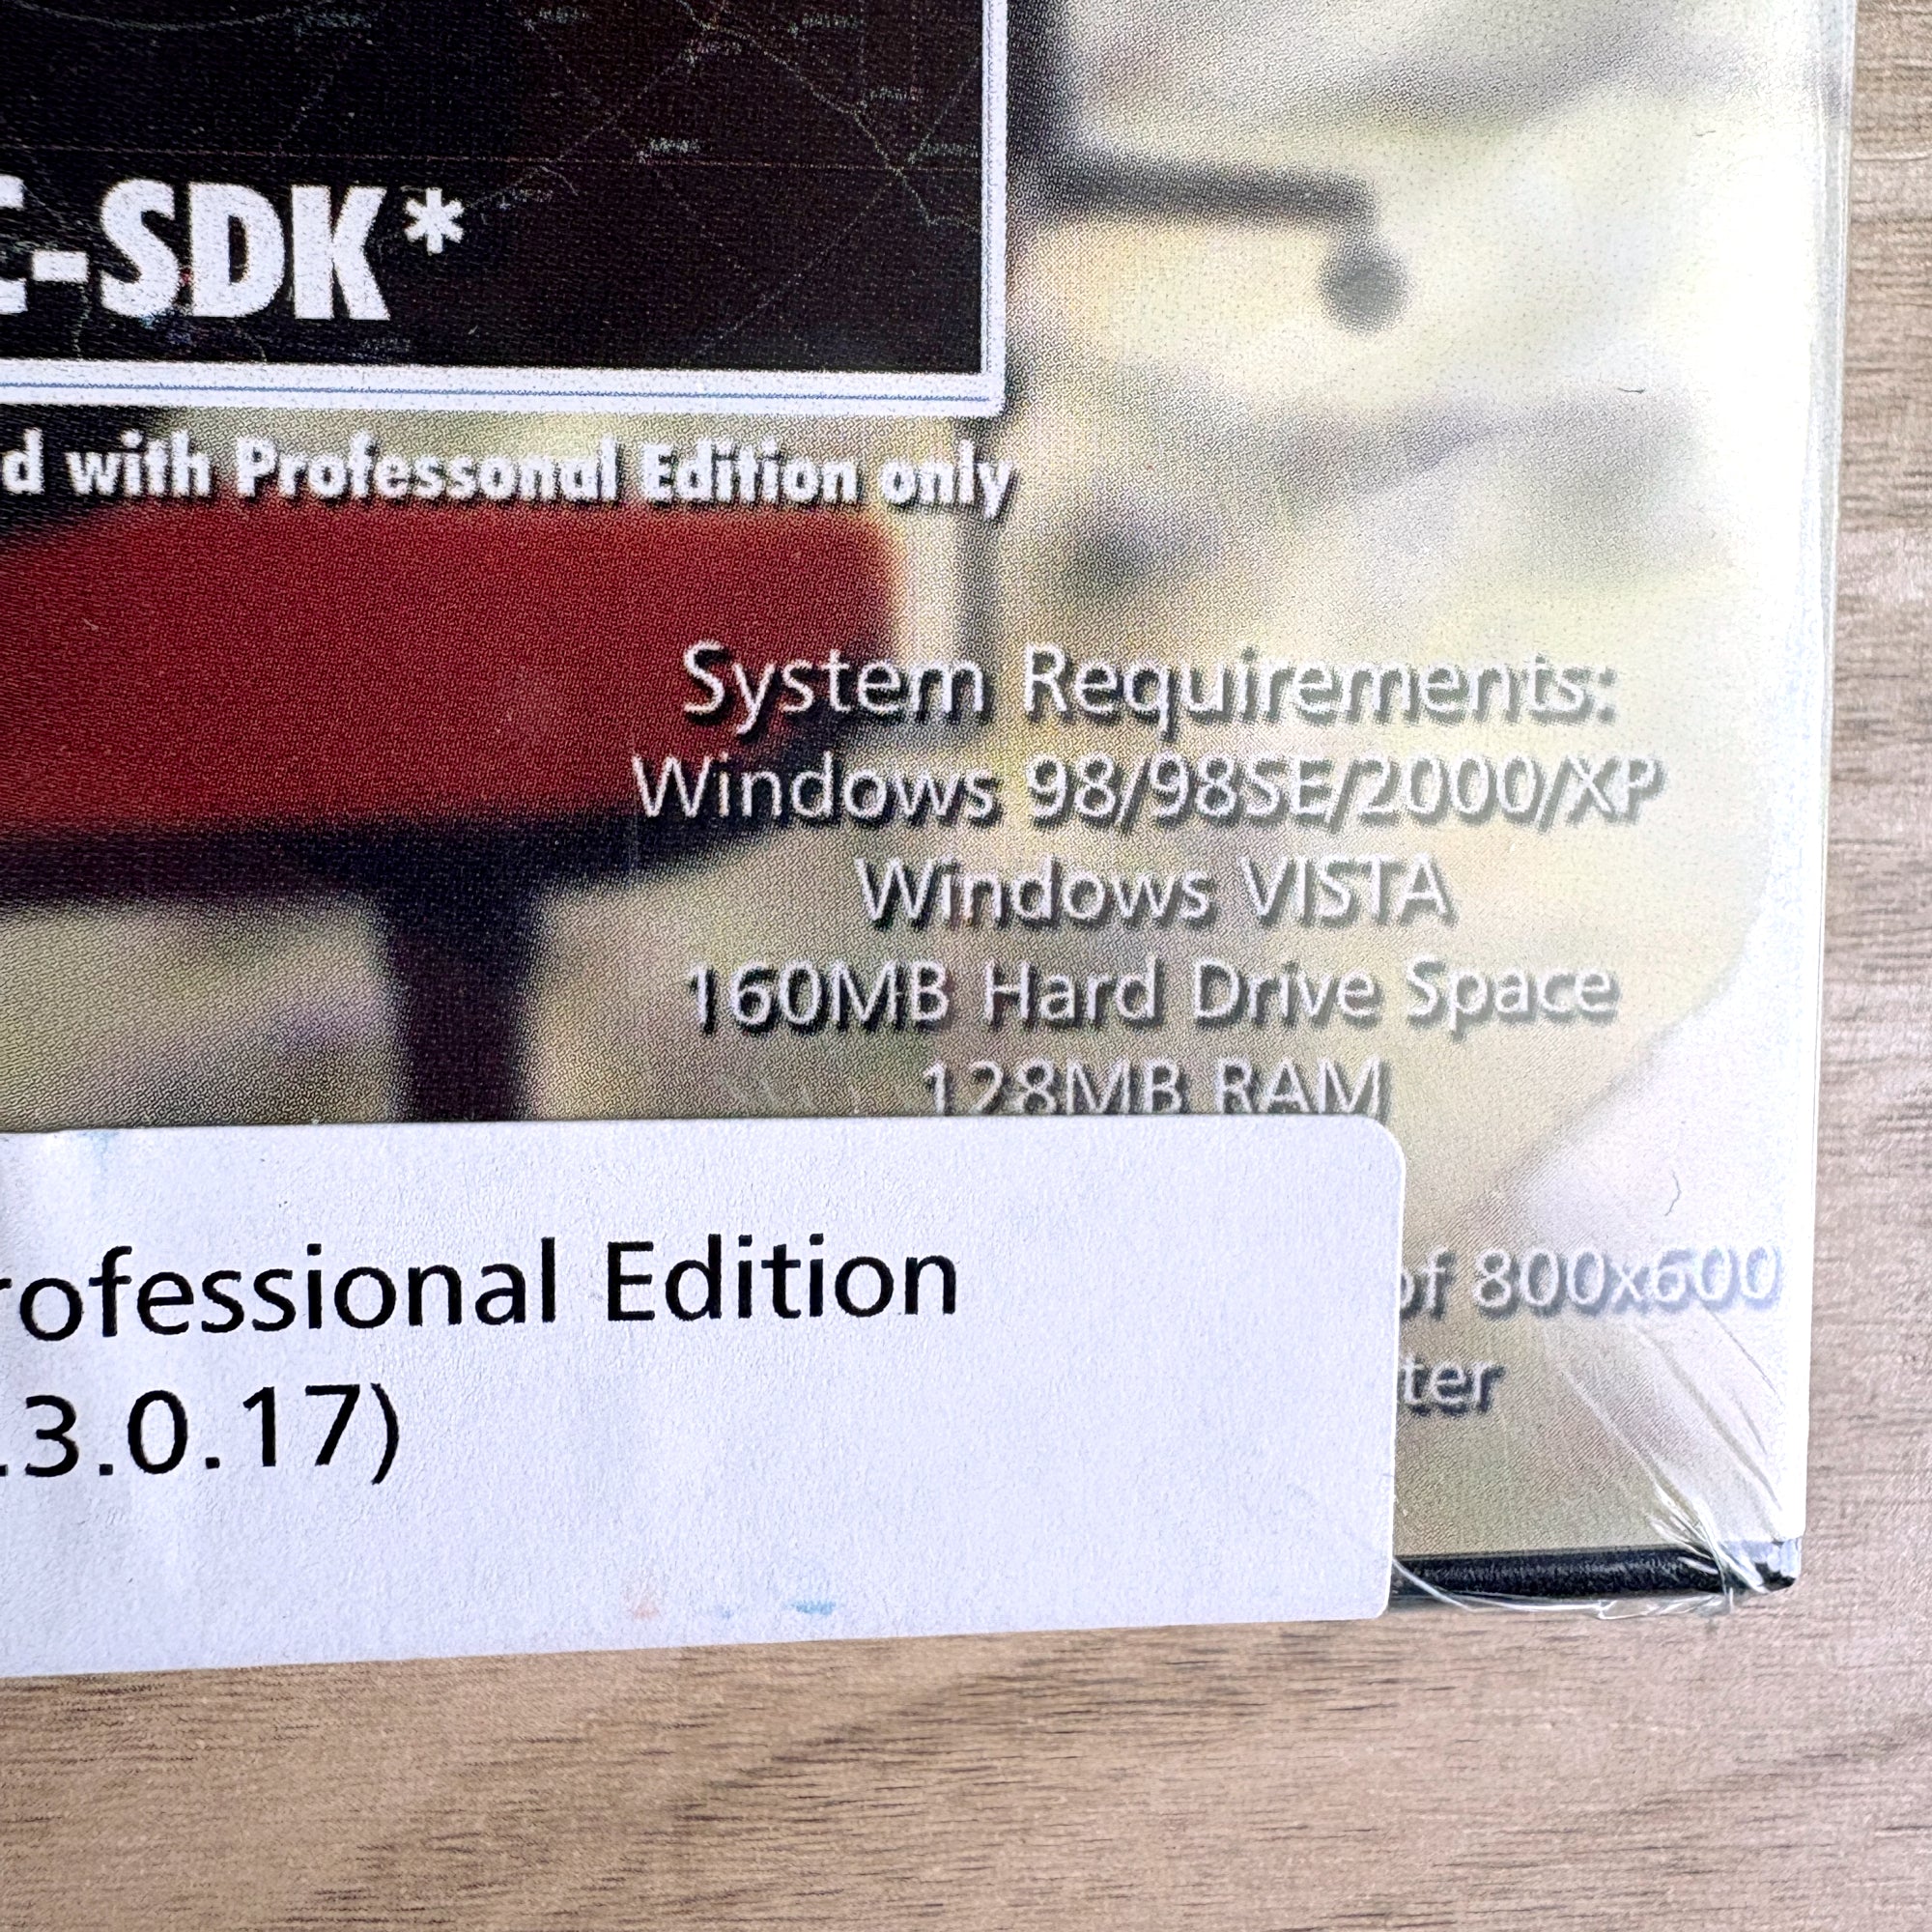 -SDK*
d with Professonal Edition only
System Requirements:
Windows 98/98SE/2000/XP
Windows VISTA
160MB Hard Drive Space
128MB RAM
of 800x600
ter
rofessional Edition
.3.0.17)